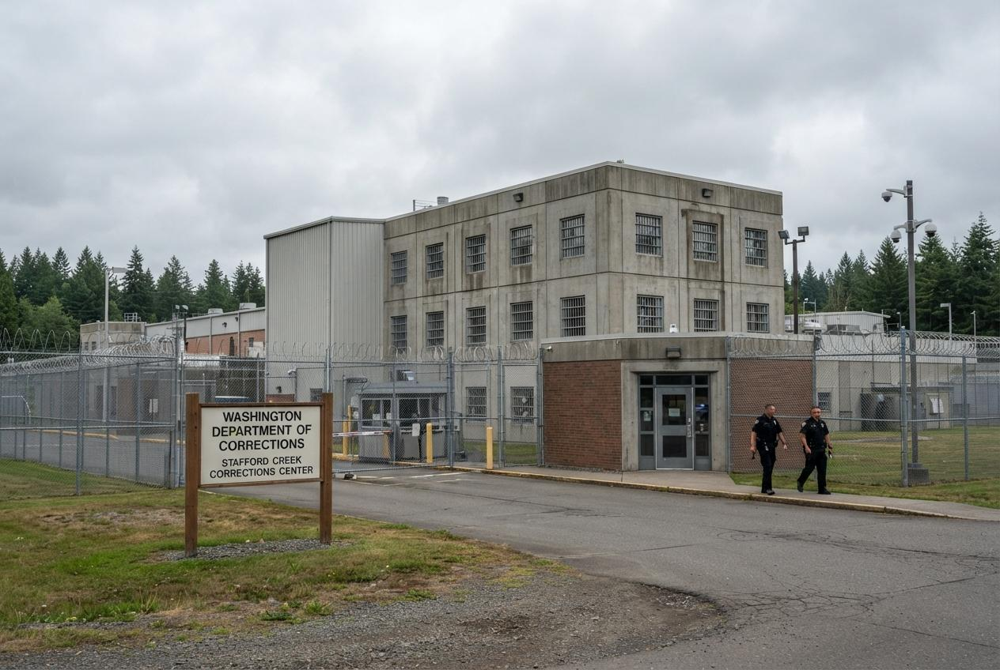 WASHINGTON
DEPARTMENT OF
CORRECTIONS
STAFFORD CREEK
CORRECTIONS CENTER